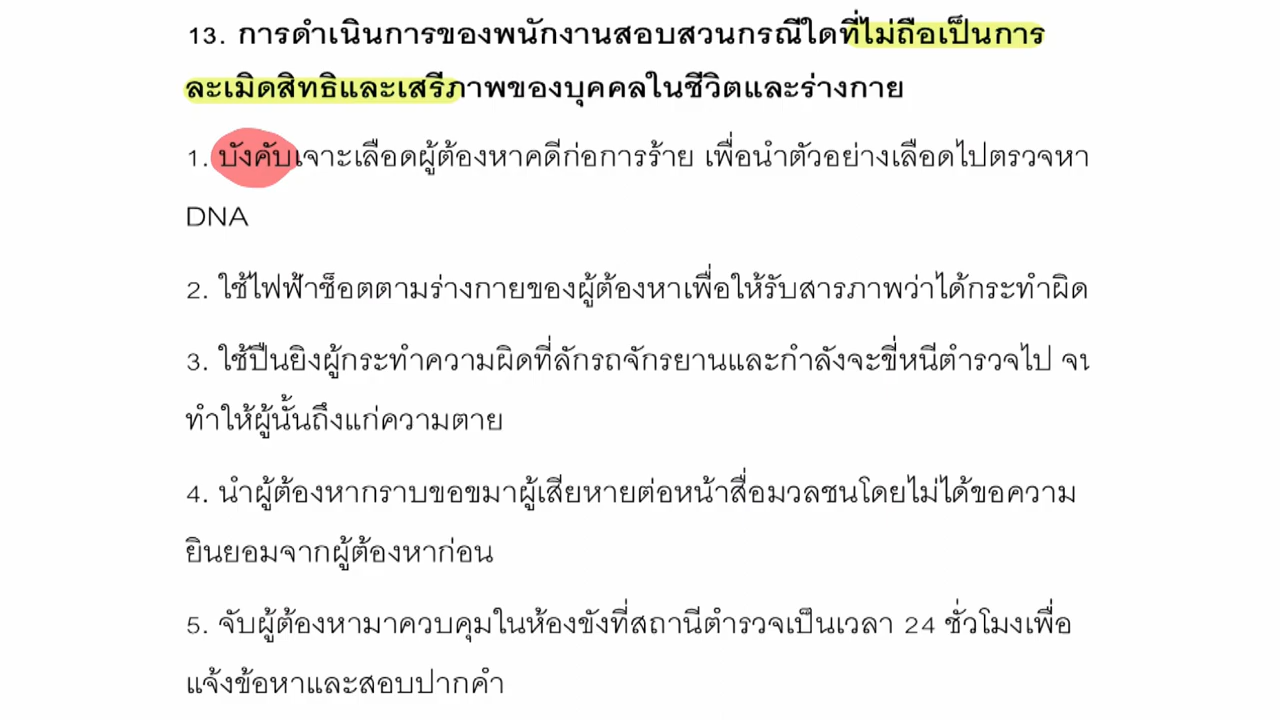 13. การดำเนินการของพนักงานสอบสวนกรณีใดที่ไม่ถือเป็นการ
ละเมิดสิทธิและเสรีภาพของบุคคลในชีวิตและร่างกาย
1. บังคับเจาะเลือดผู้ต้องหาคดีก่อการร้าย เพื่อนำตัวอย่างเลือดไปตรวจหา
DNA
2. ใช้ไฟฟ้าช็อตตามร่างกายของผู้ต้องหาเพื่อให้รับสารภาพว่าได้กระทำผิด
3. ใช้ปืนยิงผู้กระทำความผิดที่ลักรถจักรยานและกำลังจะขี่หนีตำรวจไป จน
ทำให้ผู้นั้นถึงแก่ความตาย
4. นำผู้ต้องหากราบขอขมาผู้เสียหายต่อหน้าสื่อมวลชนโดยไม่ได้ขอความ
ยินยอมจากผู้ต้องหาก่อน
5. จับผู้ต้องหามาควบคุมในห้องขังที่สถานีตำรวจเป็นเวลา 24 ชั่วโมงเพื่อ
แจ้งข้อหาและสอบปากคำ